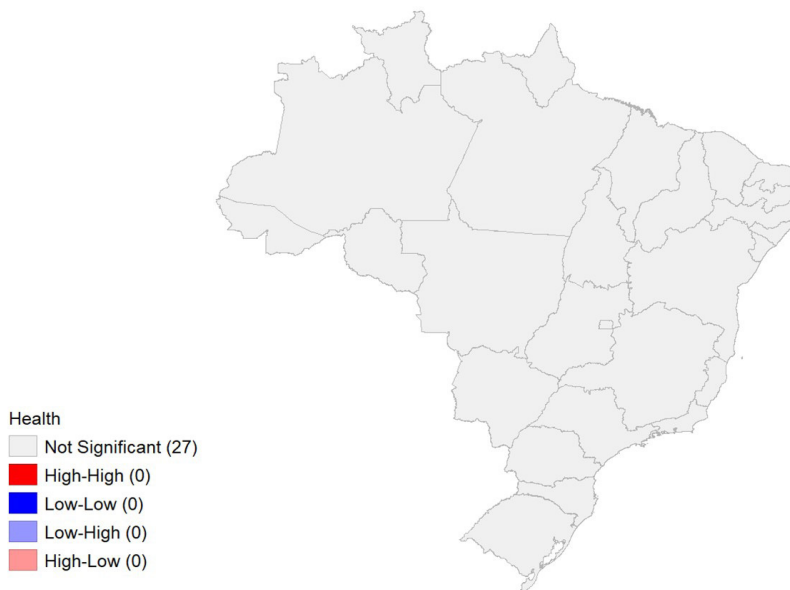 Health
Not Significant (27)
High-High (0)
Low-Low (0)
Low-High (0)
High-Low (0)